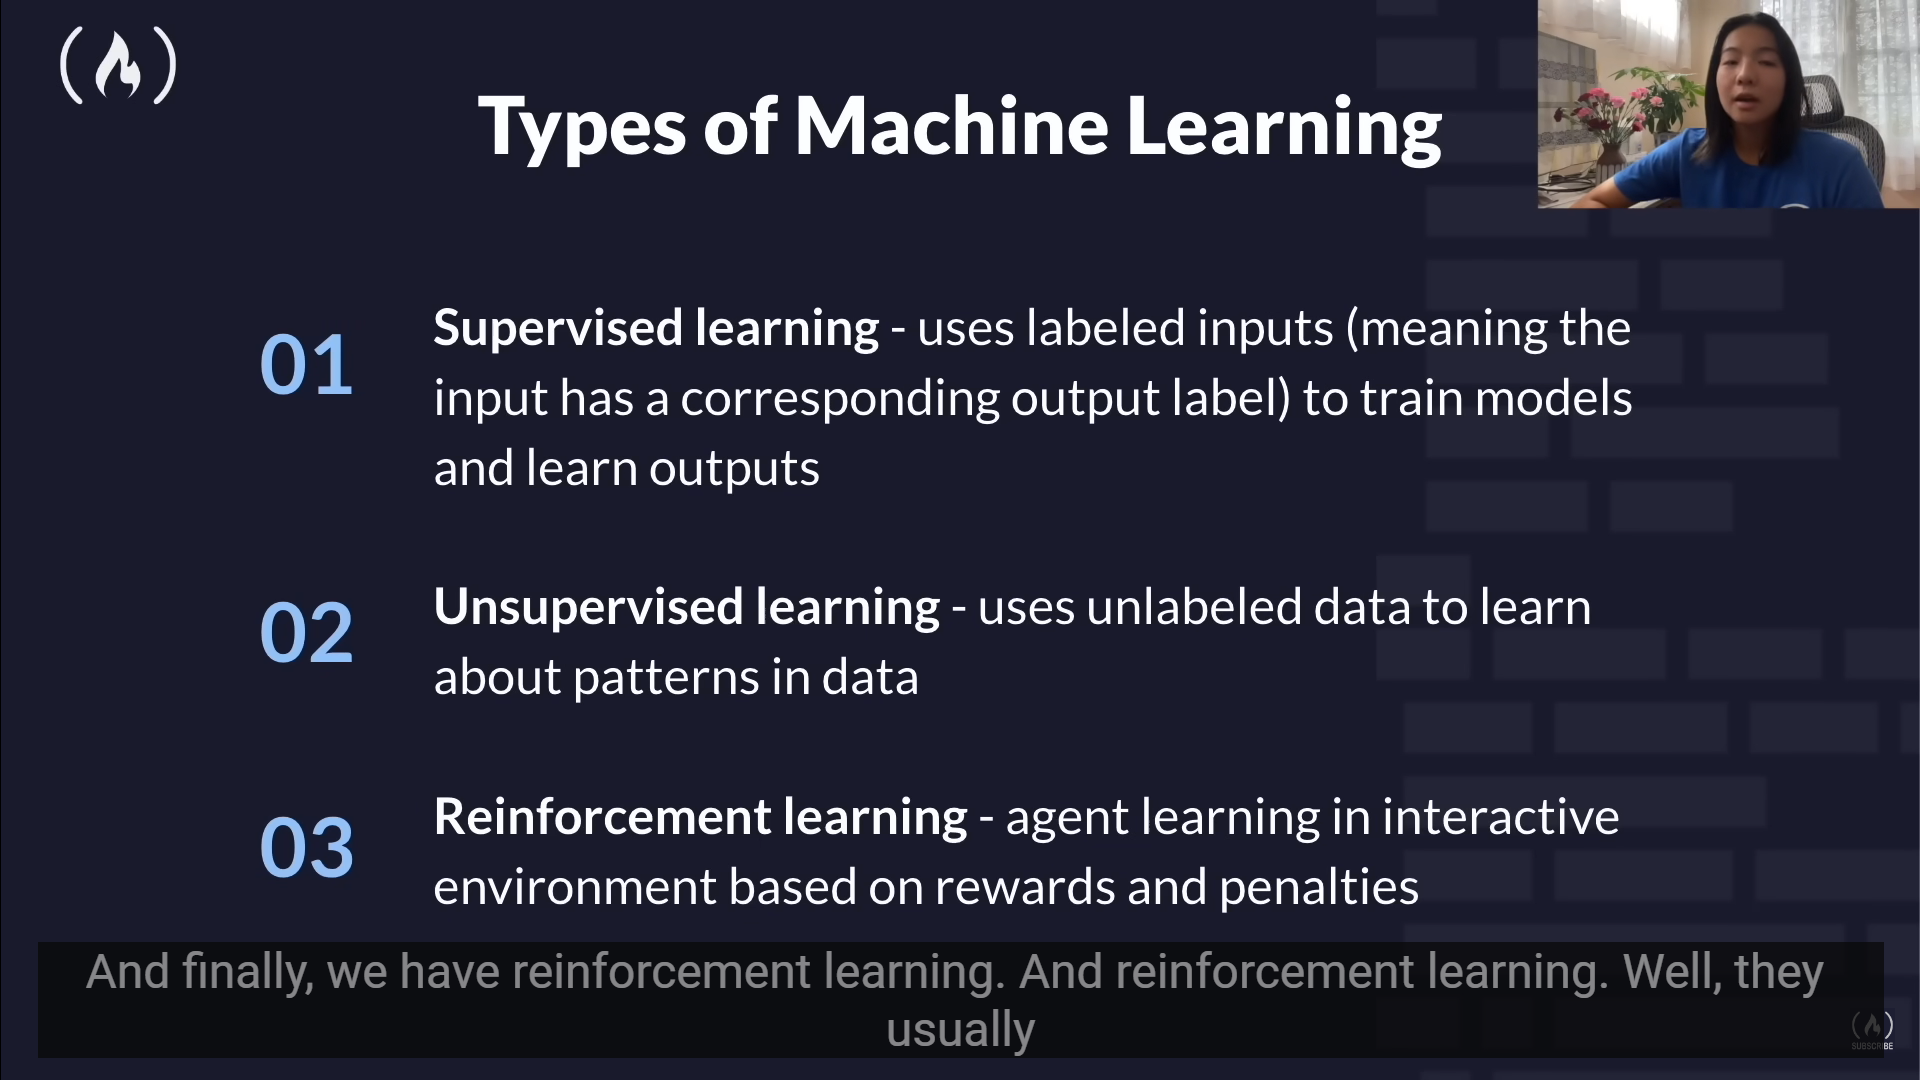 Types of Machine Learning
01
Supervised learning - uses labeled inputs (meaning the
input has a corresponding output label) to train models
and learn outputs
02
Unsupervised learning - uses unlabeled data to learn
about patterns in data
03
Reinforcement learning - agent learning in interactive
environment based on rewards and penalties
And finally, we have reinforcement learning. And reinforcement learning. Well, they
usually
SUBSCRIBE